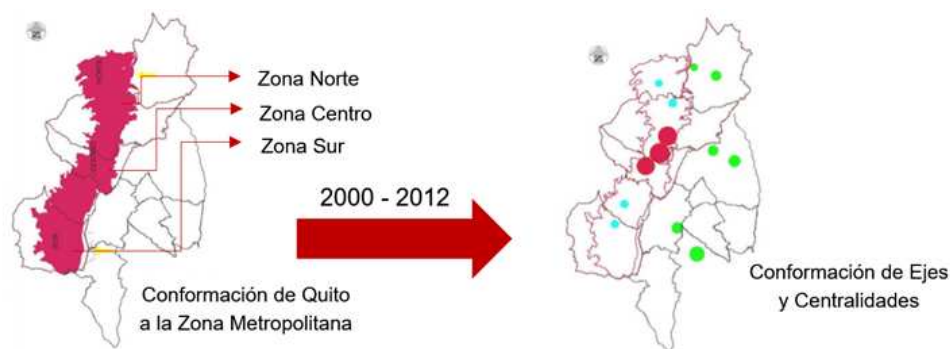 Zona Norte
Zona Centro
Zona Sur
2000 - 2012
Conformación de Quito
a la Zona Metropolitana
Conformación de Ejes
y Centralidades